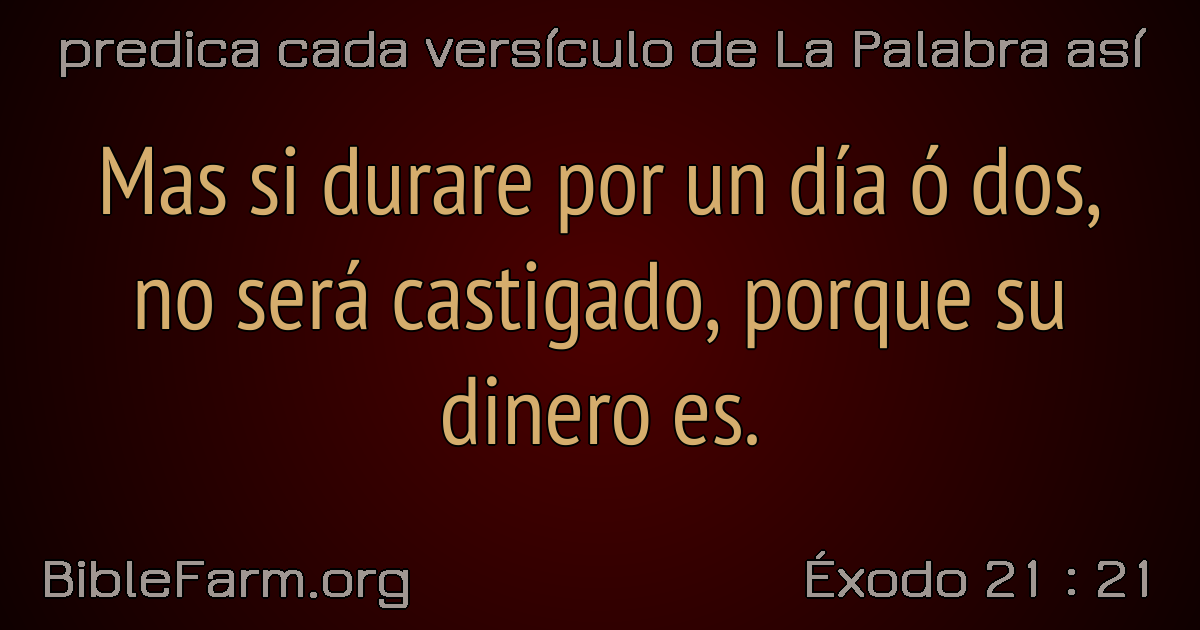 predica cada versículo de La Palabra así
Mas si durare por un día ó dos,
no será castigado, porque su
dinero es.
BibleFarm.org
Éxodo 21 : 21